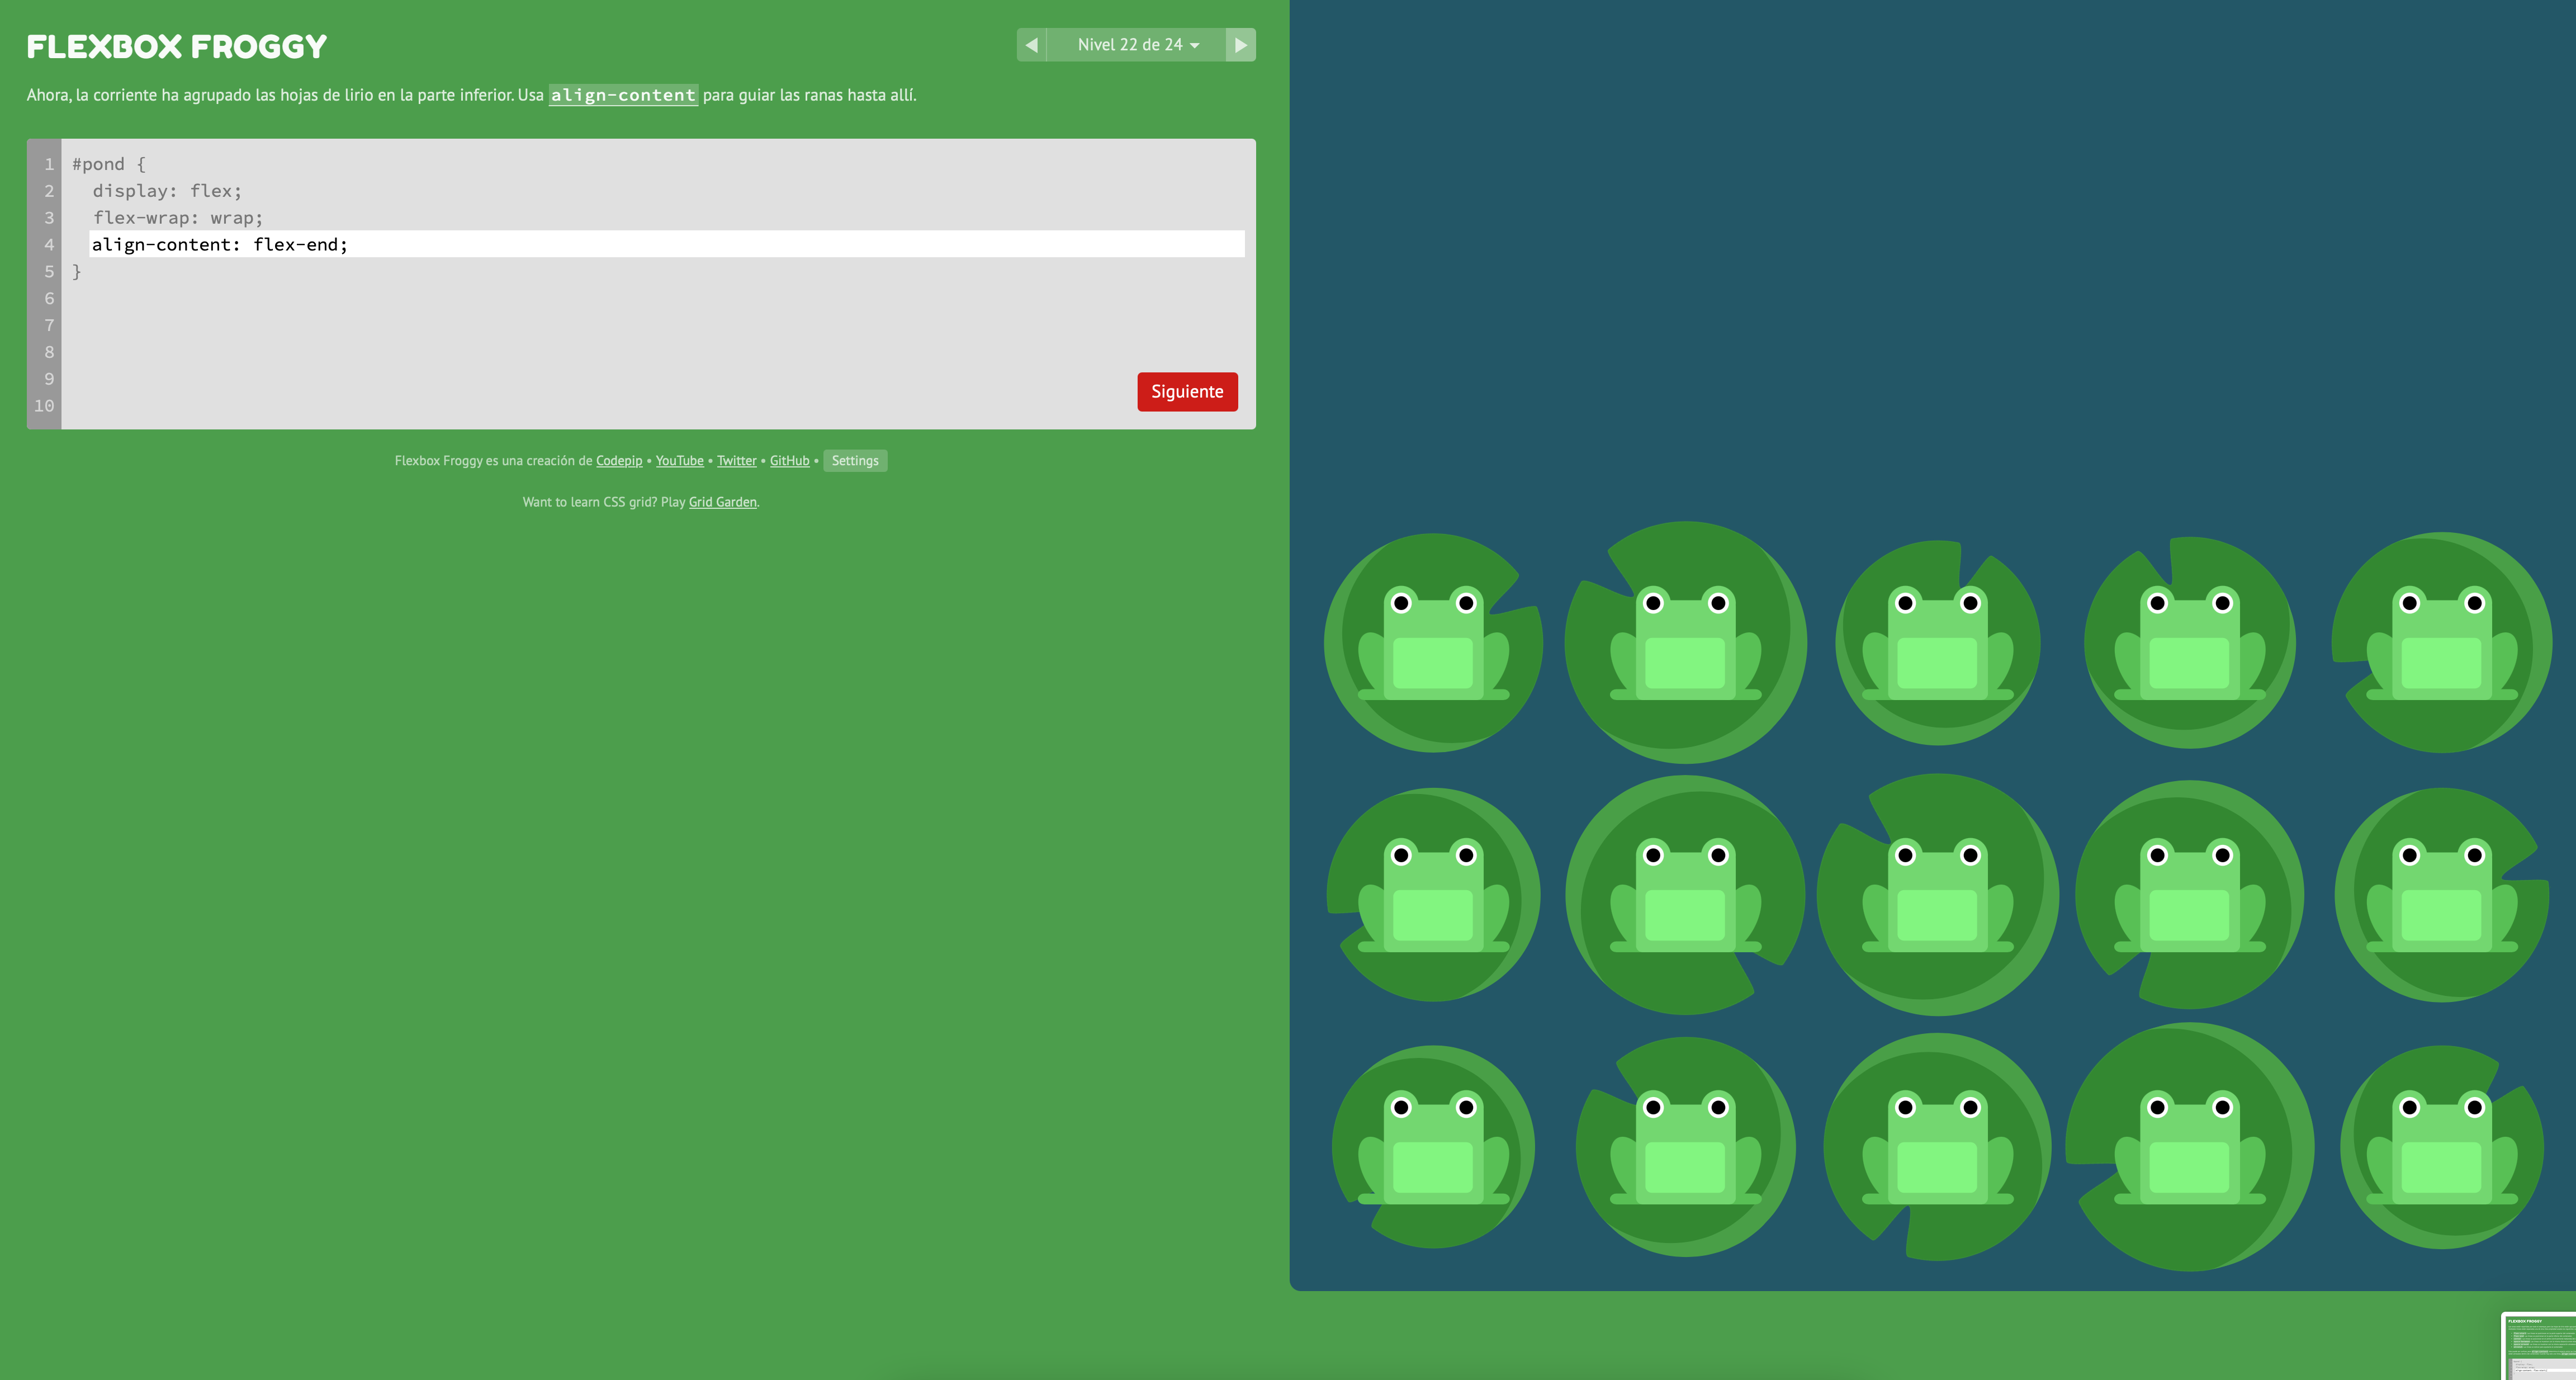 FLEXBOX FROGGY
Nivel 22 de 24
Ahora, la corriente ha agrupado las hojas de lirio en la parte inferior. Usa align-content para guiar las ranas hasta allí.
1 #pond {
2 display: flex;
3 flex-wrap: wrap;
4 align-content: flex-end;
5 }
6
7
8
9
10
Siguiente
Flexbox Froggy es una creación de Codepip • YouTube • Twitter • GitHub • Settings
Want to learn CSS grid? Play Grid Garden.
FLEXBOX FROGGY